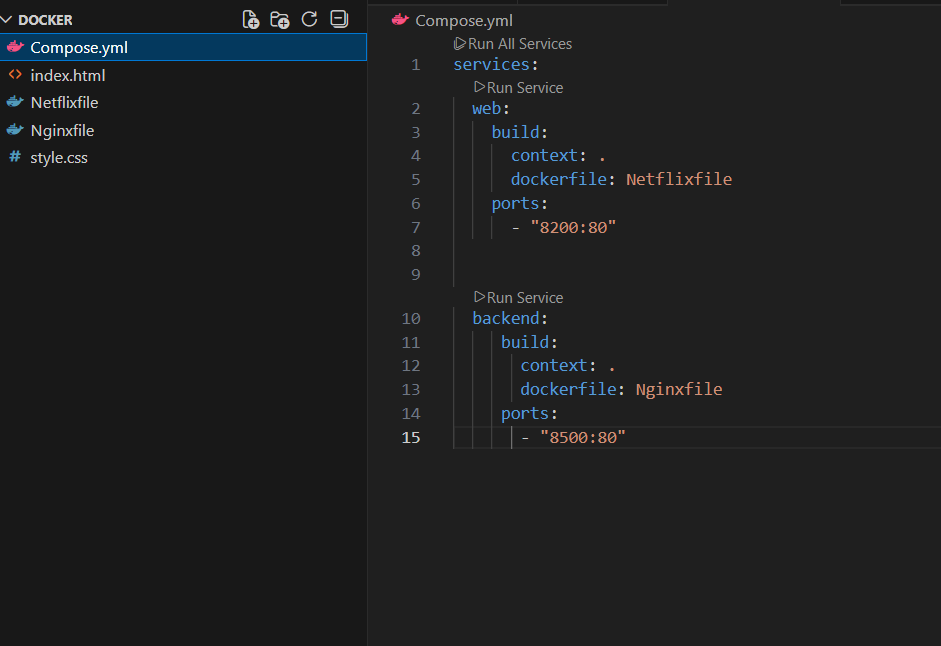 DOCKER
Compose.yml
index.html
Netflixfile
Nginxfile
# style.css
Compose.yml
Run All Services
1 services:
Run Service
2   web:
3     build:
4       context: .
5       dockerfile: Netflixfile
6     ports:
7       - "8200:80"
8
9
Run Service
10   backend:
11      build:
12        context: .
13        dockerfile: Nginxfile
14      ports:
15        - "8500:80"